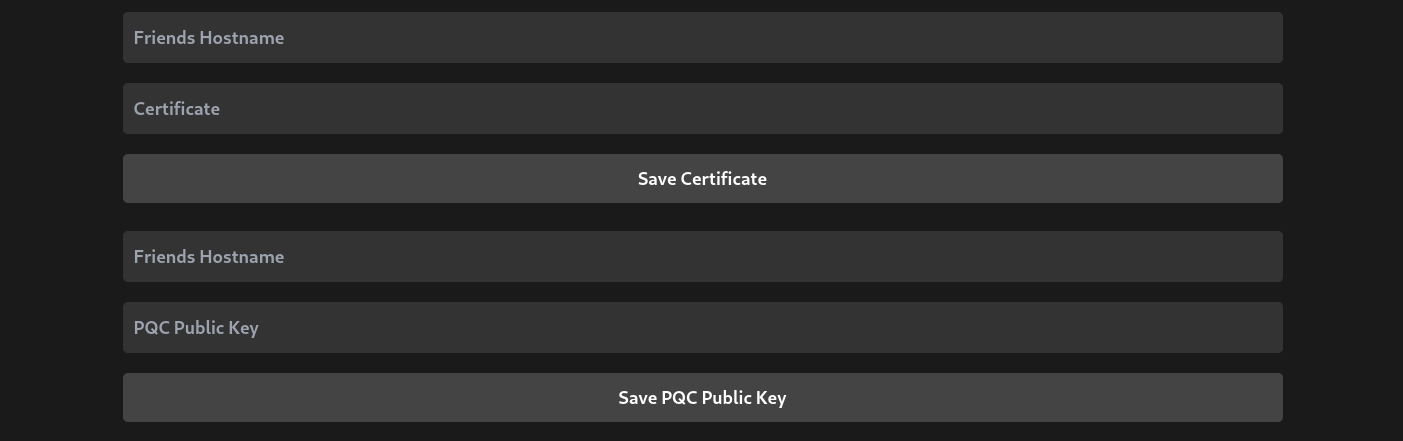 Friends Hostname
Certificate
Save Certificate
Friends Hostname
PQC Public Key
Save PQC Public Key